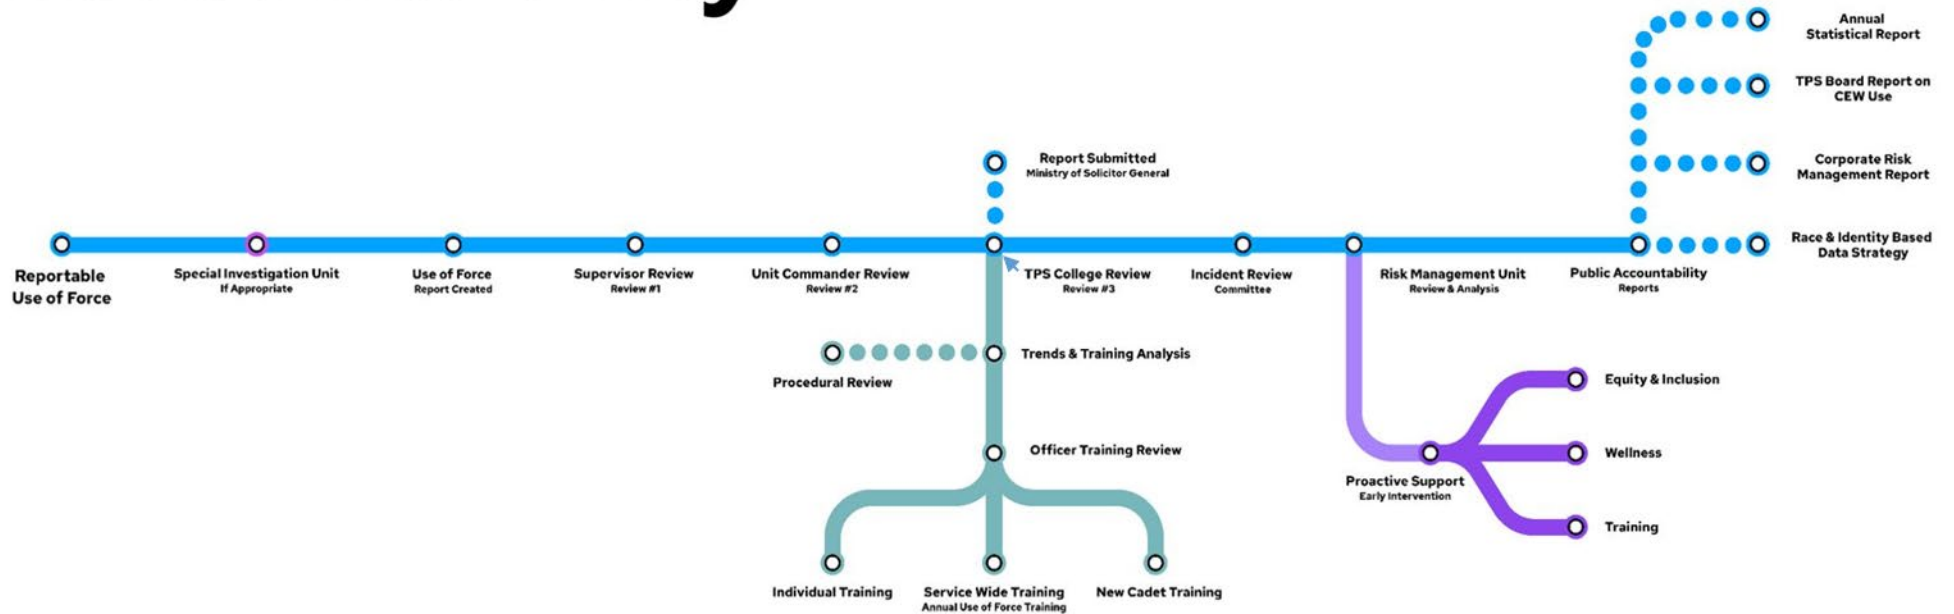 Annual
Statistical Report
TPS Board Report on
CEW Use
Report Submitted
Ministry of Solicitor General
Corporate Risk
Management Report
Race & Identity Based
Data Strategy
Reportable
Use of Force
Special Investigation Unit
If Appropriate
Use of Force
Report Created
Supervisor Review
Review #1
Unit Commander Review
Review #2
TPS College Review
Review #3
Incident Review
Committee
Risk Management Unit
Review & Analysis
Public Accountability
Reports
Trends & Training Analysis
Procedural Review
Equity & Inclusion
Officer Training Review
Wellness
Proactive Support
Early Intervention
Training
Individual Training
Service Wide Training
Annual Use of Force Training
New Cadet Training